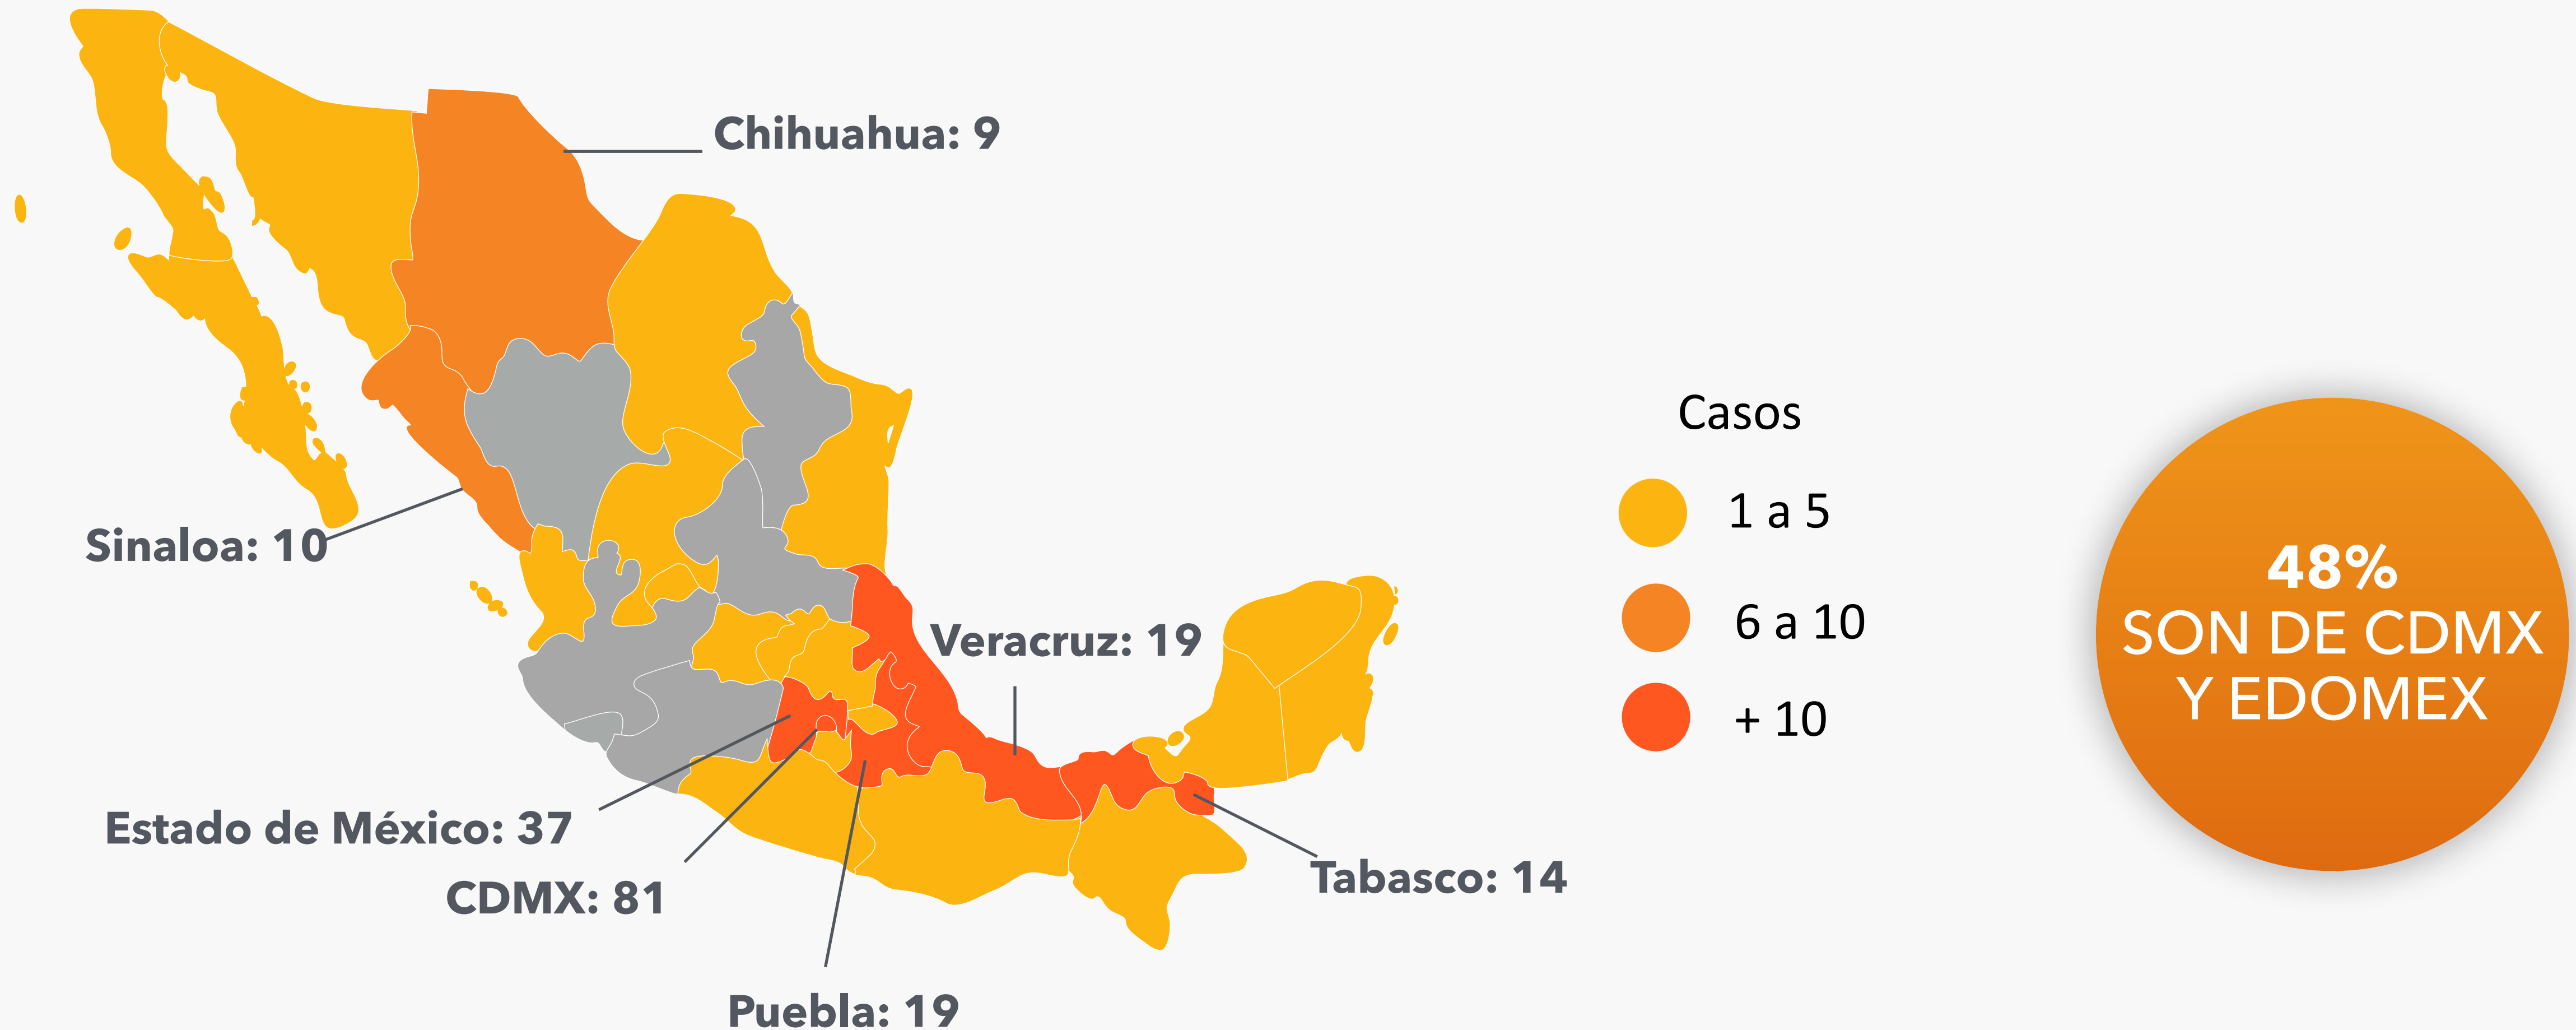 Chihuahua: 9
Sinaloa: 10
Veracruz: 19
Estado de México: 37
CDMX: 81
Tabasco: 14
Puebla: 19
Casos
1 a 5
6 a 10
+ 10
48%
SON DE CDMX
Y EDOMEX